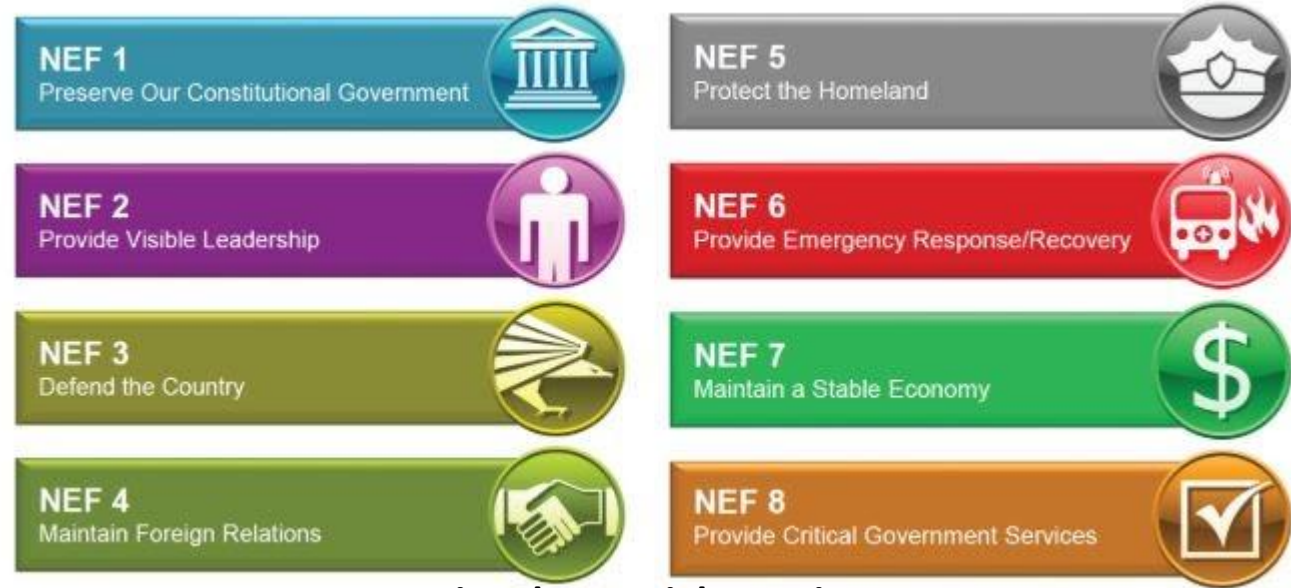 NEF 1
Preserve Our Constitutional Government
NEF 2
Provide Visible Leadership
NEF 3
Defend the Country
NEF 4
Maintain Foreign Relations
NEF 5
Protect the Homeland
NEF 6
Provide Emergency Response/Recovery
NEF 7
Maintain a Stable Economy
$
NEF 8
Provide Critical Government Services